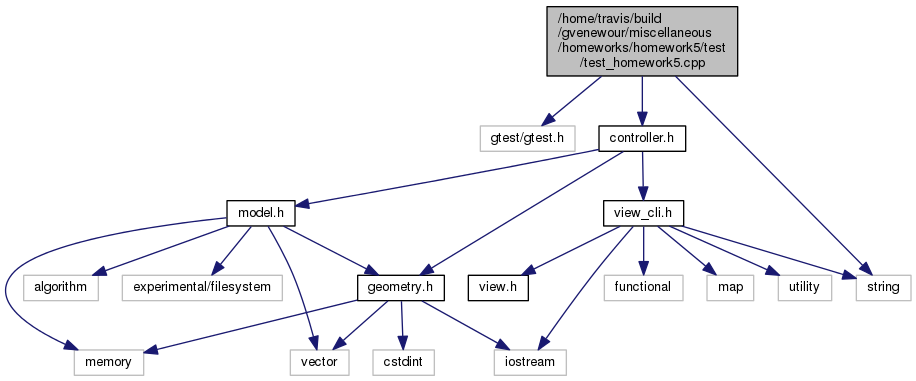 /home/travis/build
/gvenewour/miscellaneous
/homeworks/homework5/test
/test_homework5.cpp
gtest/gtest.h
controller.h
model.h
view_cli.h
algorithm
experimental/filesystem
geometry.h
view.h
functional
map
utility
string
memory
vector
cstdint
iostream